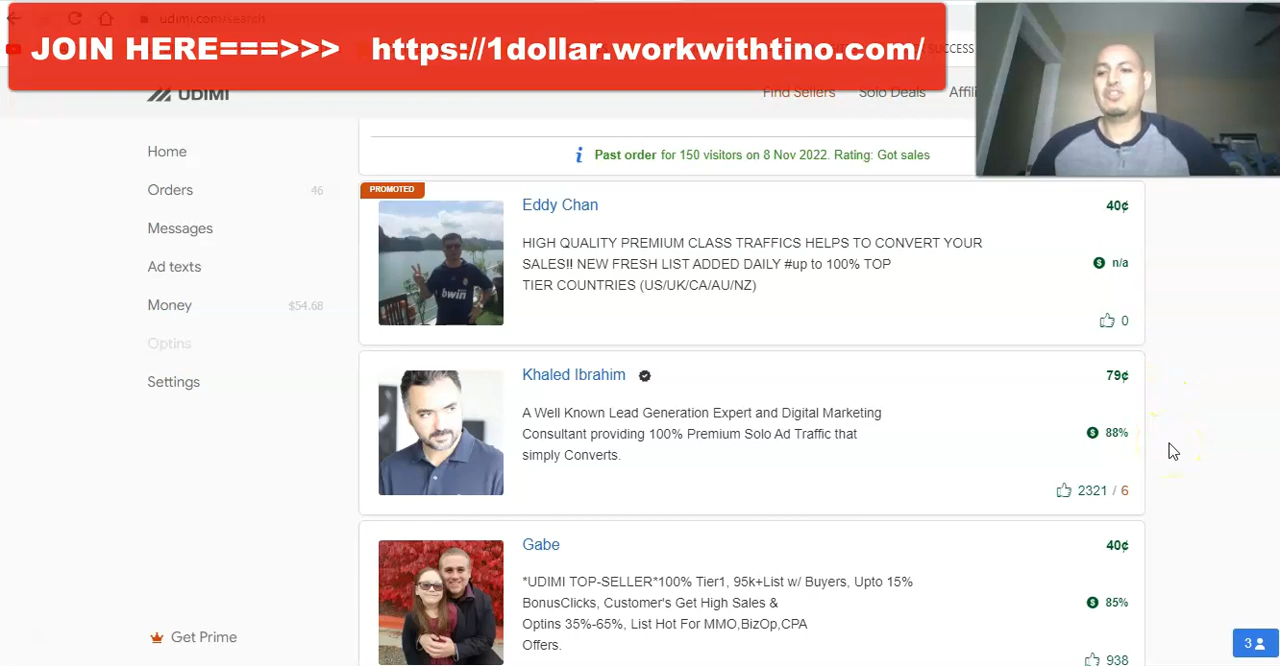 udimi.com/search
JOIN HERE===>>> https://1dollar.workwithtino.com/
SUCCESS
UDIMI
Find Sellers Solo Deals Affili
Home
Orders 46
Messages
Ad texts
Money $54.68
Optins
Settings
Get Prime
Past order for 150 visitors on 8 Nov 2022. Rating: Got sales
PROMOTED
Eddy Chan 40¢
HIGH QUALITY PREMIUM CLASS TRAFFICS HELPS TO CONVERT YOUR
SALES!! NEW FRESH LIST ADDED DAILY #up to 100% TOP
TIER COUNTRIES (US/UK/CA/AU/NZ)
n/a
0
bwin
Khaled Ibrahim 79¢
A Well Known Lead Generation Expert and Digital Marketing
Consultant providing 100% Premium Solo Ad Traffic that
simply Converts.
88%
2321 / 6
Gabe 40¢
*UDIMI TOP-SELLER*100% Tier1, 95k+List w/ Buyers, Upto 15%
BonusClicks, Customer's Get High Sales &
Optins 35%-65%, List Hot For MMO,BizOp,CPA
Offers.
85%
938
3